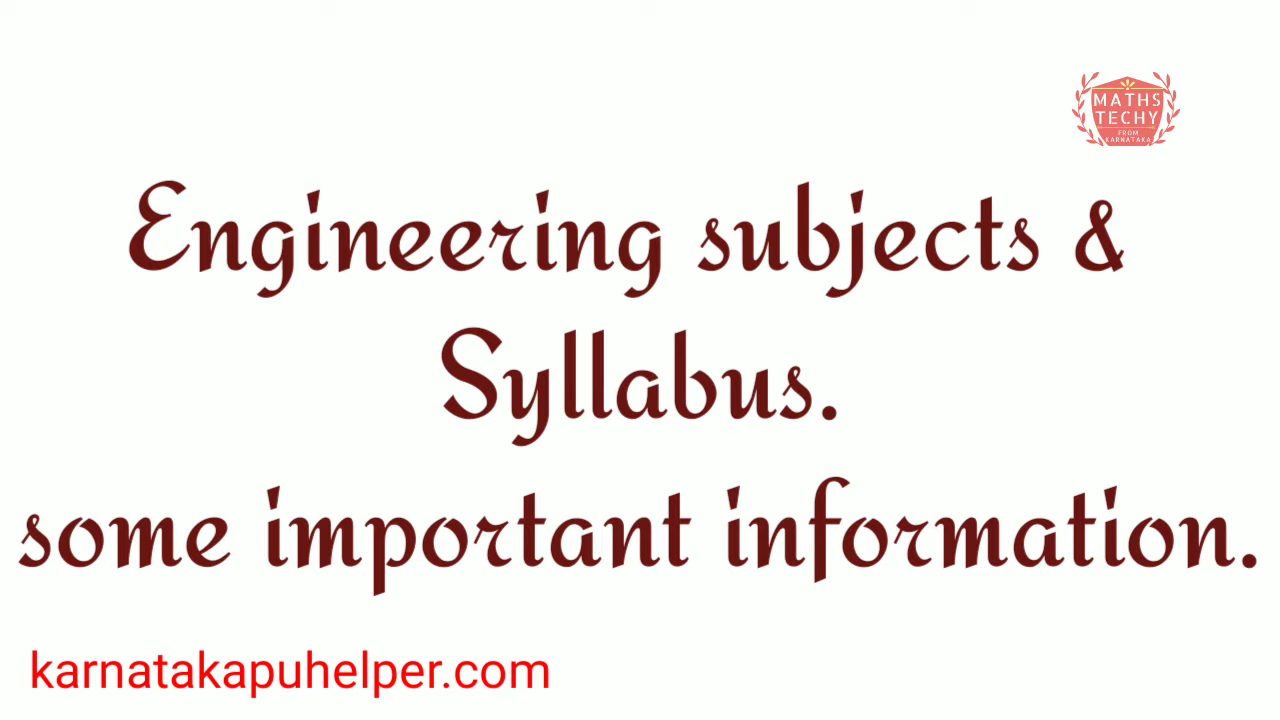 MATHS
TECHY
FROM
KARNATAKA
Engineering subjects &
Syllabus.
some important information.
karnatakapuhelper.com